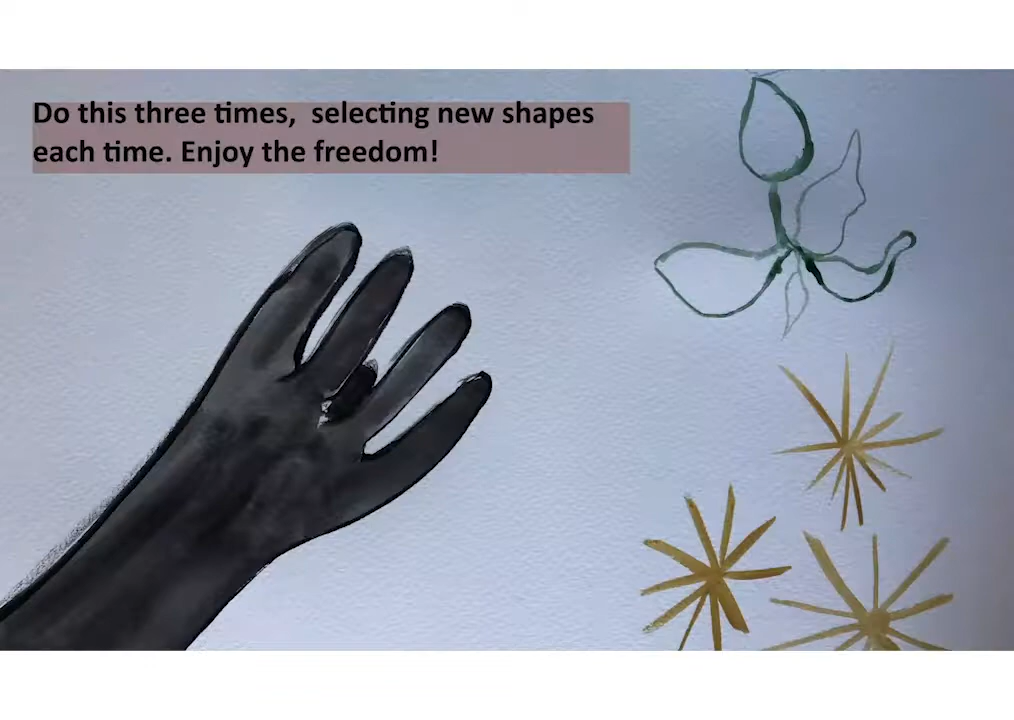 Do this three times,  selecting new shapes
each time. Enjoy the freedom!